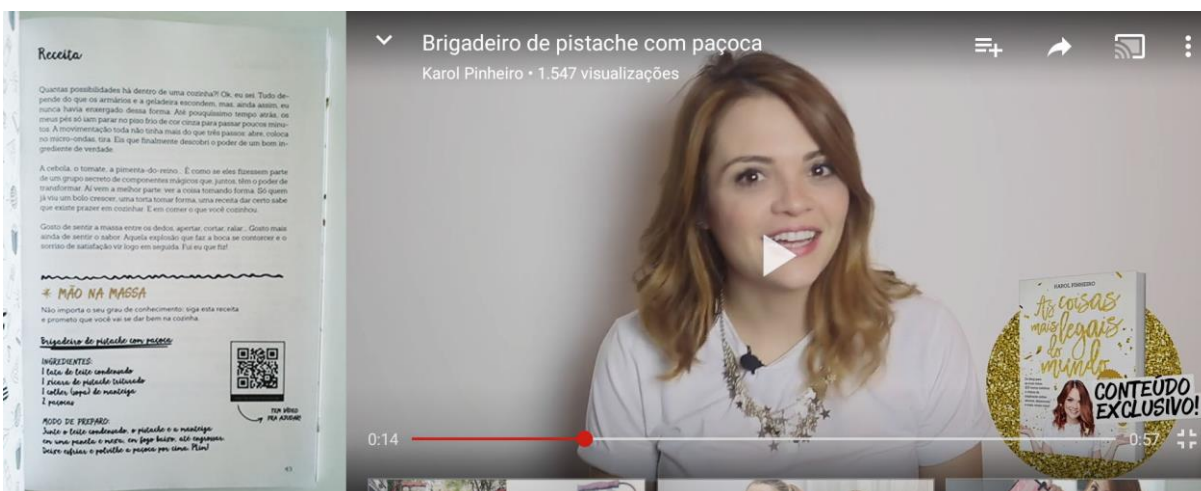 Receita
Quantas possibilidades há dentro de uma cozinha?! Ok, eu sei. Tudo de-
pende do que os armários e a geladeira escondem, mas, ainda assim, eu
nunca havia enxergado dessa forma. Até pouquíssimo tempo atrás, os
meus pés só iam parar no piso frio de cor cinza para passar poucos minu-
tos. A movimentação toda não tinha mais do que três passos: abre, coloca
no micro-ondas, tira. Eis que finalmente descobri o poder de um bom in-
grediente de verdade.
A cebola, o tomate, a pimenta-do-reino... É como se eles fizessem parte
de um grupo secreto de componentes mágicos que, juntos, têm o poder de
transformar. Aí vem a melhor parte: ver a coisa tomando forma. Só quem
já viu um bolo crescer, uma torta tomar forma, uma receita dar certo sabe
que existe prazer em cozinhar. E em comer o que você cozinhou.
Gosto de sentir a massa entre os dedos, apertar, cortar, ralar... Gosto mais
ainda de sentir o sabor. Aquela explosão que faz a boca se contorcer e o
sorriso de satisfação vir logo em seguida. Fui eu que fiz!
* MÃO NA MASSA
Não importa o seu grau de conhecimento: siga esta receita
e prometo que você vai se dar bem na cozinha.
Brigadeiro de pistache com paçoca
INGREDIENTES:
1 lata de leite condensado
1 xícara de pistache triturado
1 colher (sopa) de manteiga
2 paçocas
TEM VÍDEO
PRA AJUDAR!
MODO DE PREPARO:
Junte o leite condensado, o pistache e a manteiga
em uma panela e mexa, em fogo baixo, até engrossar.
Deixe esfriar e polvilhe a paçoca por cima. Plim!
43
Brigadeiro de pistache com paçoca
Karol Pinheiro • 1.547 visualizações
KAROL PINHEIRO
As coisas
mais legais
do
mundo
CONTEÚDO
EXCLUSIVO!
0:14
0:57